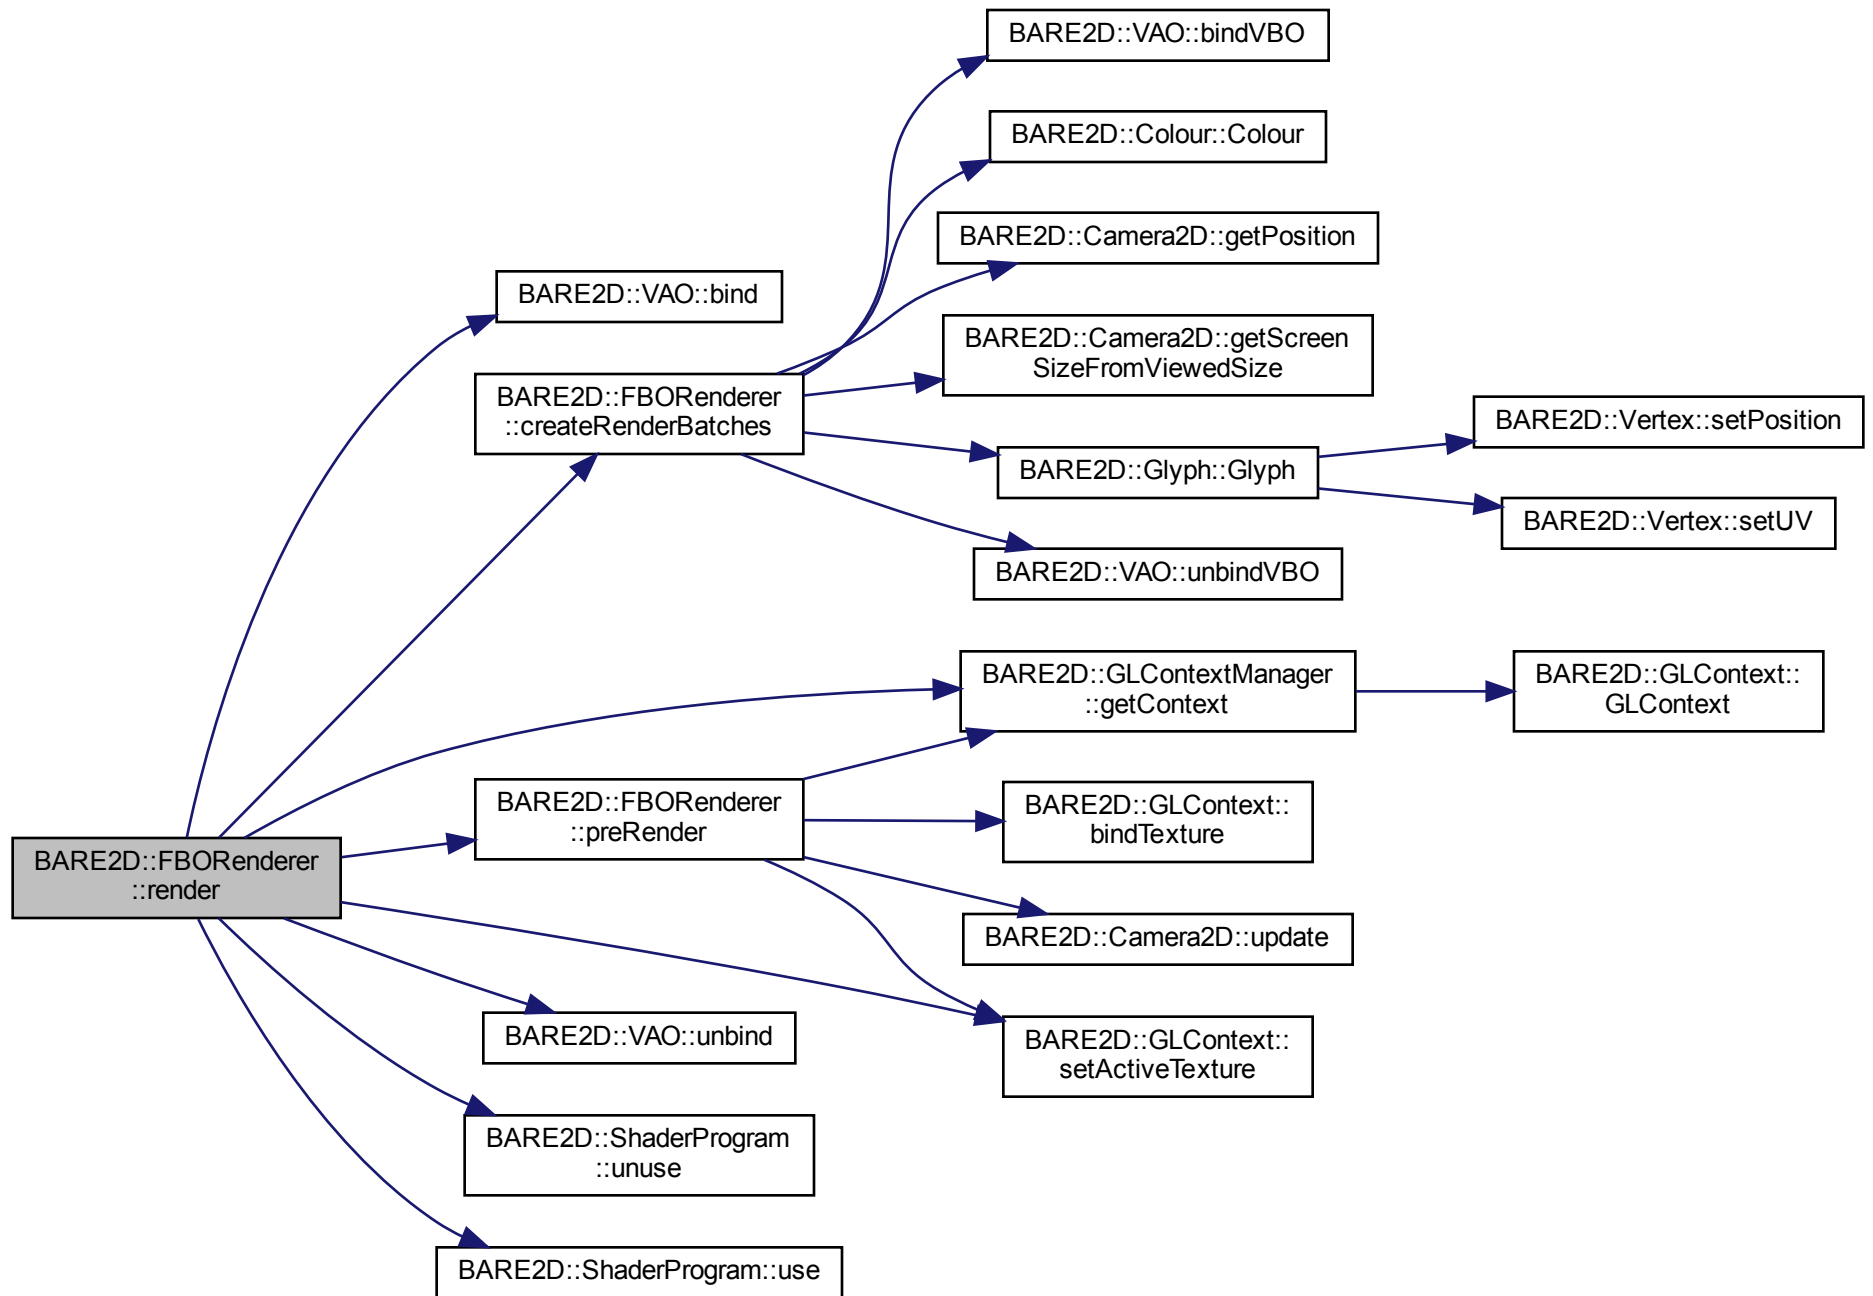 BARE2D::VAO::bindVBO
BARE2D::Colour::Colour
BARE2D::Camera2D::getPosition
BARE2D::VAO::bind
BARE2D::Camera2D::getScreen
SizeFromViewedSize
BARE2D::FBORenderer
::createRenderBatches
BARE2D::Vertex::setPosition
BARE2D::Glyph::Glyph
BARE2D::Vertex::setUV
BARE2D::VAO::unbindVBO
BARE2D::GLContextManager
::getContext
BARE2D::GLContext::
GLContext
BARE2D::FBORenderer
::preRender
BARE2D::GLContext::
bindTexture
BARE2D::FBORenderer
::render
BARE2D::Camera2D::update
BARE2D::VAO::unbind
BARE2D::GLContext::
setActiveTexture
BARE2D::ShaderProgram
::unuse
BARE2D::ShaderProgram::use